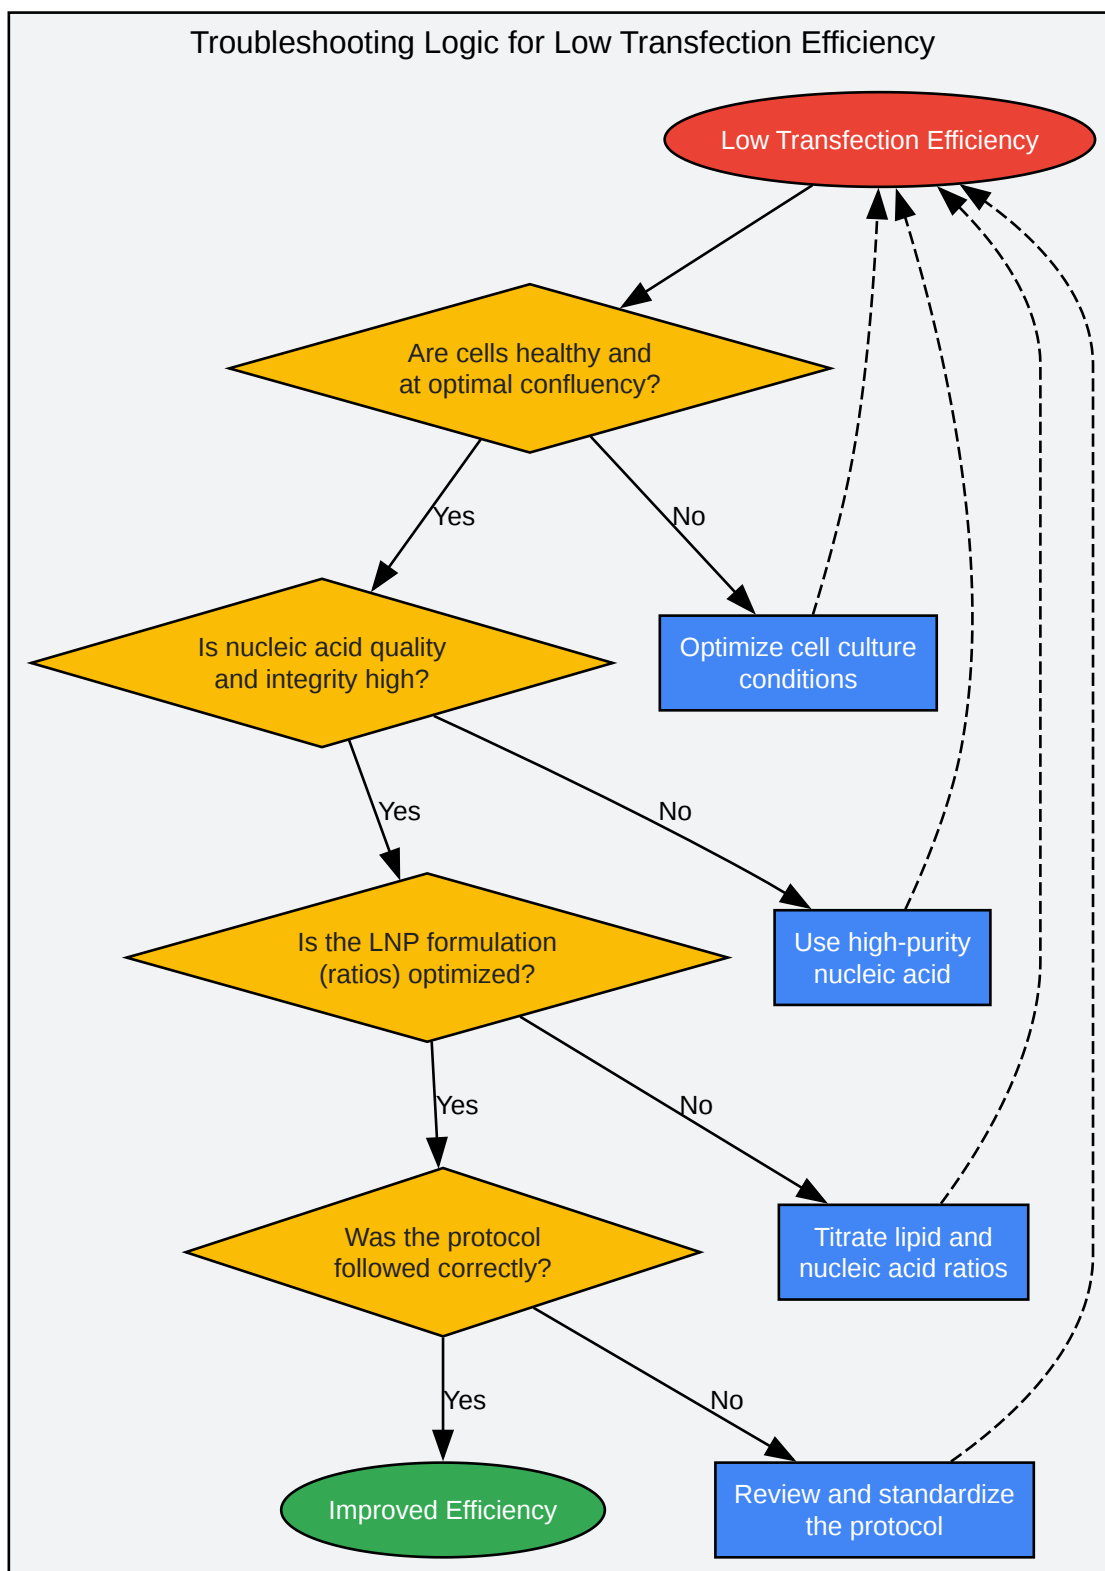 Troubleshooting Logic for Low Transfection Efficiency
Low Transfection Efficiency
Are cells healthy and
at optimal confluency?
Yes
No
Is nucleic acid quality
and integrity high?
Optimize cell culture
conditions
Yes
No
Is the LNP formulation
(ratios) optimized?
Use high-purity
nucleic acid
Yes
No
Was the protocol
followed correctly?
Titrate lipid and
nucleic acid ratios
Yes
No
Improved Efficiency
Review and standardize
the protocol